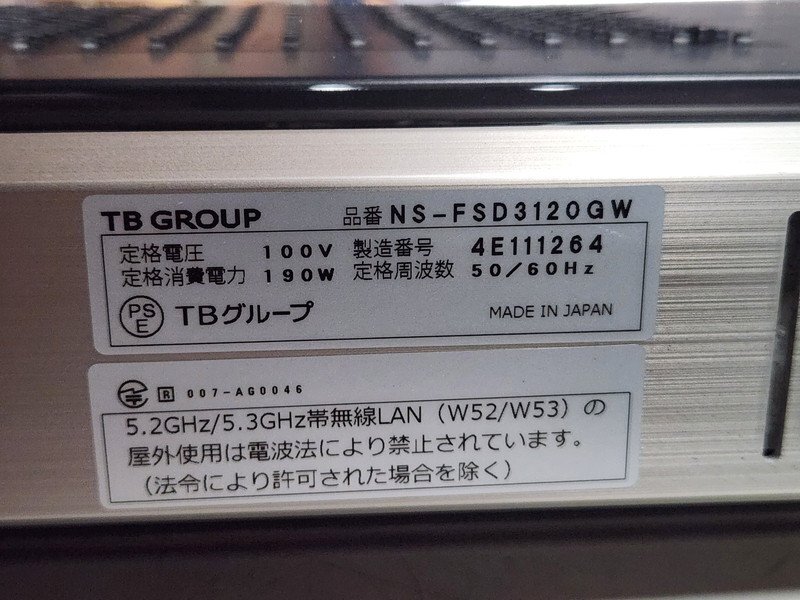 TB GROUP 品番 NS-FSD3120GW
定格電圧 100V 製造番号 4E111264
定格消費電力 190W 定格周波数 50/60Hz
PS
E
TBグループ MADE IN JAPAN
R 007-AG0046
5.2GHz/5.3GHz帯無線LAN（W52/W53）の
屋外使用は電波法により禁止されています。
（法令により許可された場合を除く）